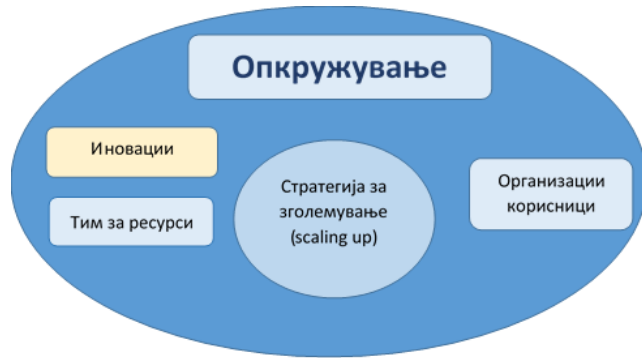 Опкружување
Иновации
Тим за ресурси
Стратегија за
зголемување
(scaling up)
Организации
корисници